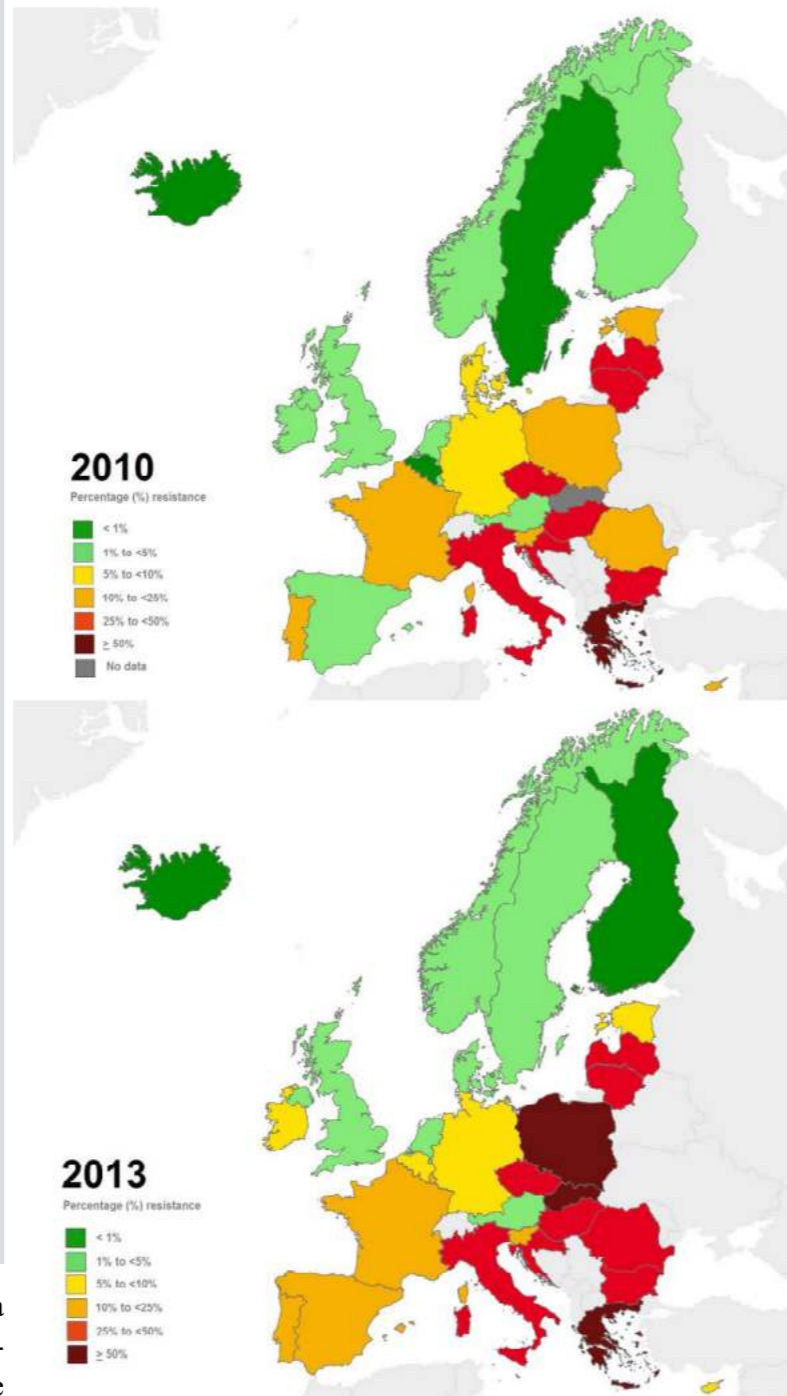 2010
Percentage (%) resistance
< 1%
1% to <5%
5% to <10%
10% to <25%
25% to <50%
≥ 50%
No data
2013
Percentage (%) resistance
< 1%
1% to <5%
5% to <10%
10% to <25%
25% to <50%
≥ 50%
a
-
e